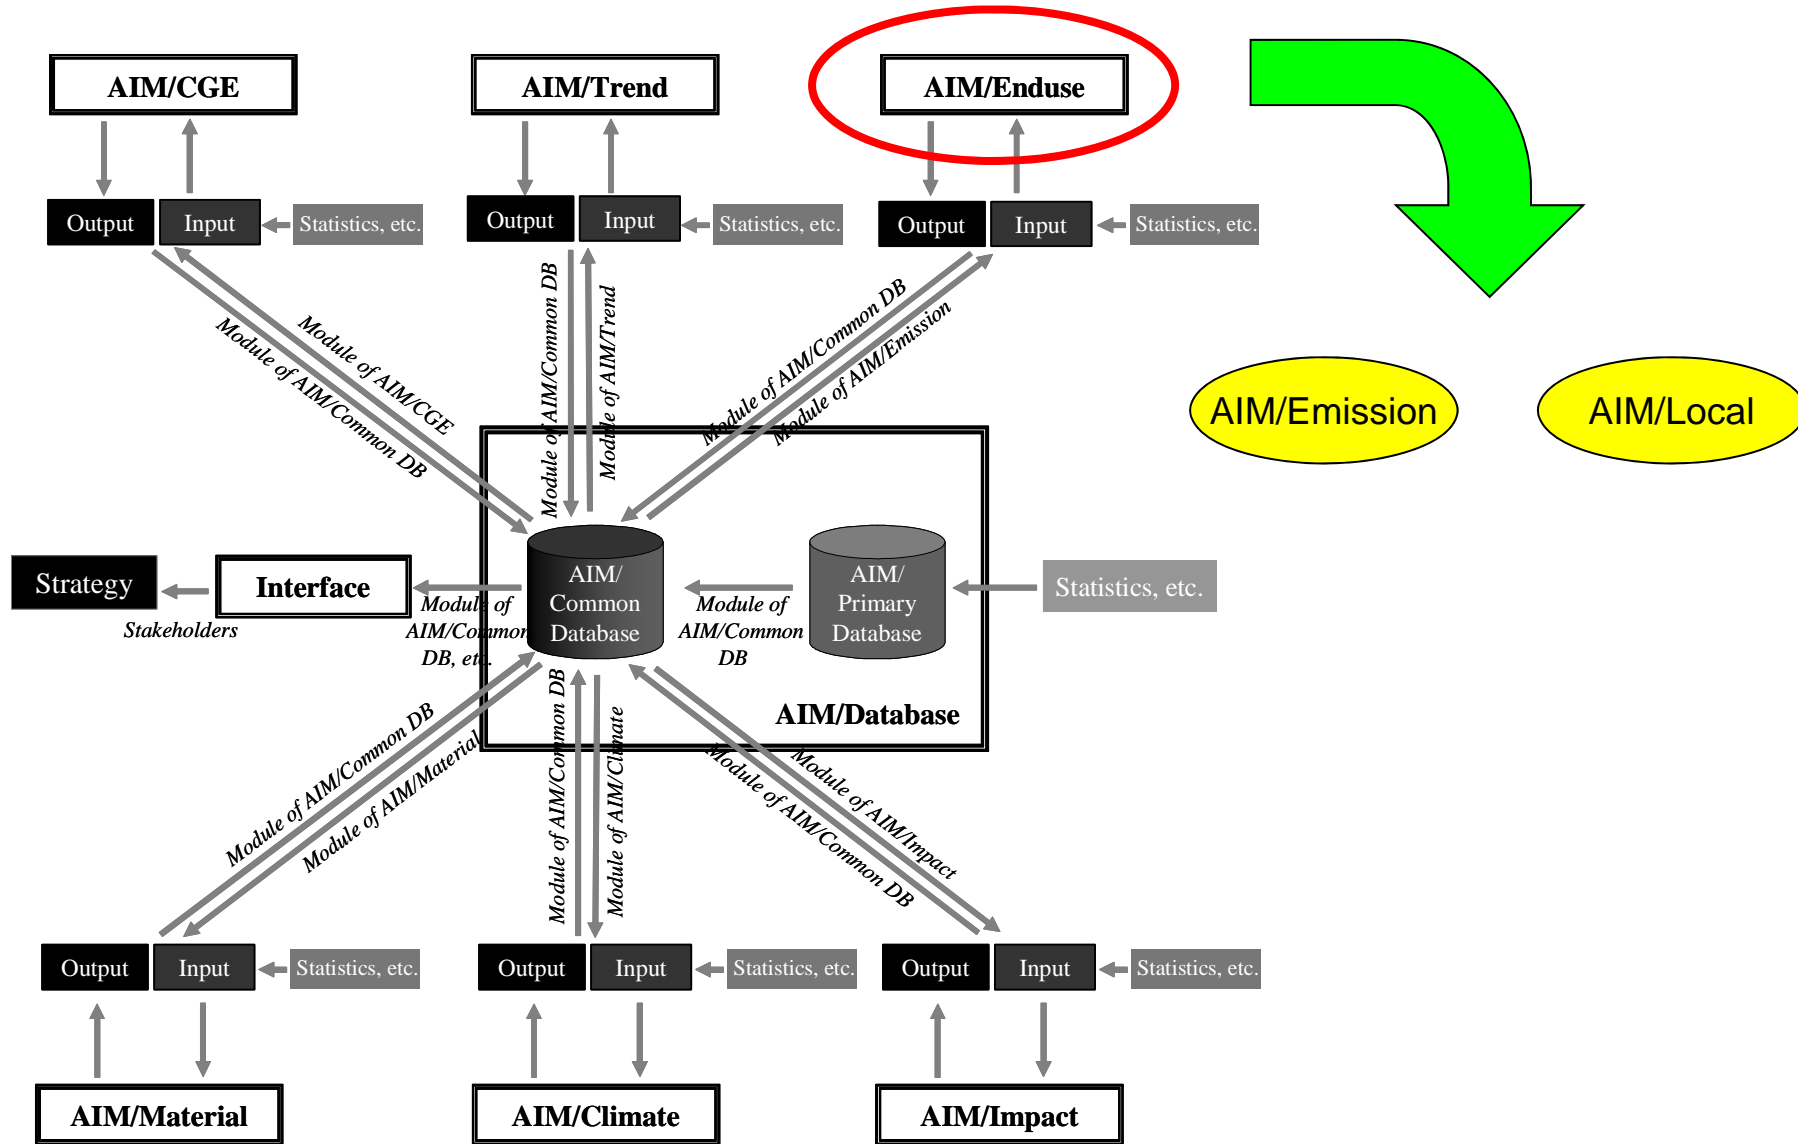 AIM/CGE
AIM/Trend
AIM/Enduse
Output
Input
Statistics, etc.
Output
Input
Statistics, etc.
Output
Input
Statistics, etc.
Module of AIM/CGE
Module of AIM/Common DB
Module of AIM/Common DB
Module of AIM/Trend
Module of AIM/Common DB
Module of AIM/Emission
AIM/Emission
AIM/Local
Strategy
Stakeholders
Interface
Module of
AIM/Common
DB, etc.
AIM/
Common
Database
Module of
AIM/Common
DB
AIM/
Primary
Database
Statistics, etc.
AIM/Database
Module of AIM/Common DB
Module of AIM/Material
Module of AIM/Common DB
Module of AIM/Climate
Module of AIM/Impact
Module of AIM/Common DB
Output
Input
Statistics, etc.
Output
Input
Statistics, etc.
Output
Input
Statistics, etc.
AIM/Material
AIM/Climate
AIM/Impact